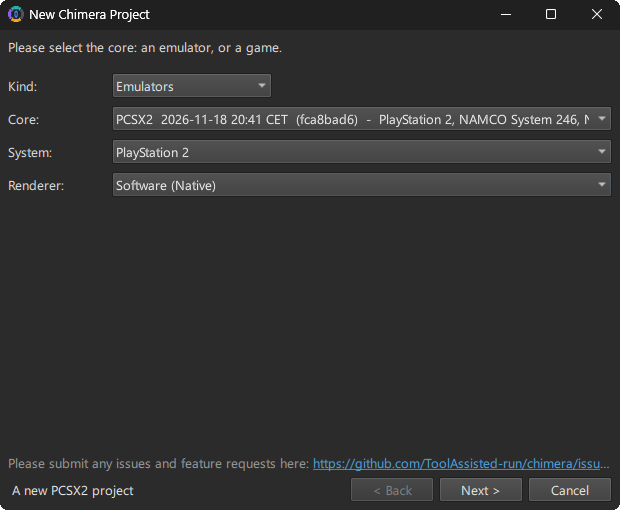 New Chimera Project
Please select the core: an emulator, or a game.
Kind: Emulators
Core: PCSX2 2026-11-18 20:41 CET (fca8bad6) - PlayStation 2, NAMCO System 246, N
System: PlayStation 2
Renderer: Software (Native)
Please submit any issues and feature requests here: https://github.com/ToolAssisted-run/chimera/issu...
A new PCSX2 project < Back Next > Cancel